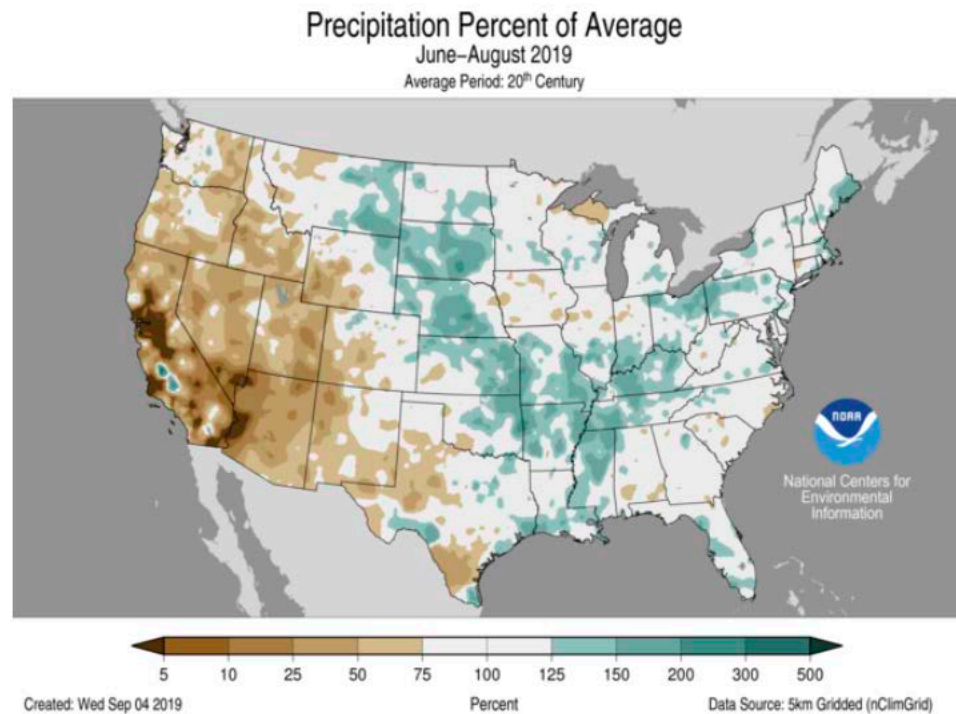 Precipitation Percent of Average
June–August 2019
Average Period: 20th Century
NOAA
National Centers for
Environmental
Information
5 10 25 50 75 100 125 150 200 300 500
Created: Wed Sep 04 2019 Percent Data Source: 5km Gridded (nClimGrid)